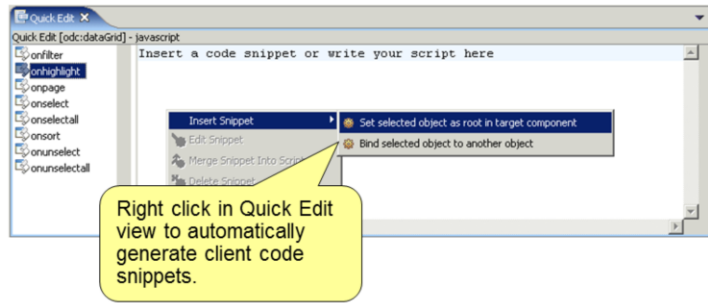 Quick Edit
Quick Edit [odc:dataGrid] - javascript
onfilter
onhighlight
onpage
onselect
onselectall
onsort
onunselect
onunselectall
Insert a code snippet or write your script here
Insert Snippet
Edit Snippet
Merge Snippet Into Script
Delete Snippet
Set selected object as root in target component
Bind selected object to another object
Right click in Quick Edit
view to automatically
generate client code
snippets.